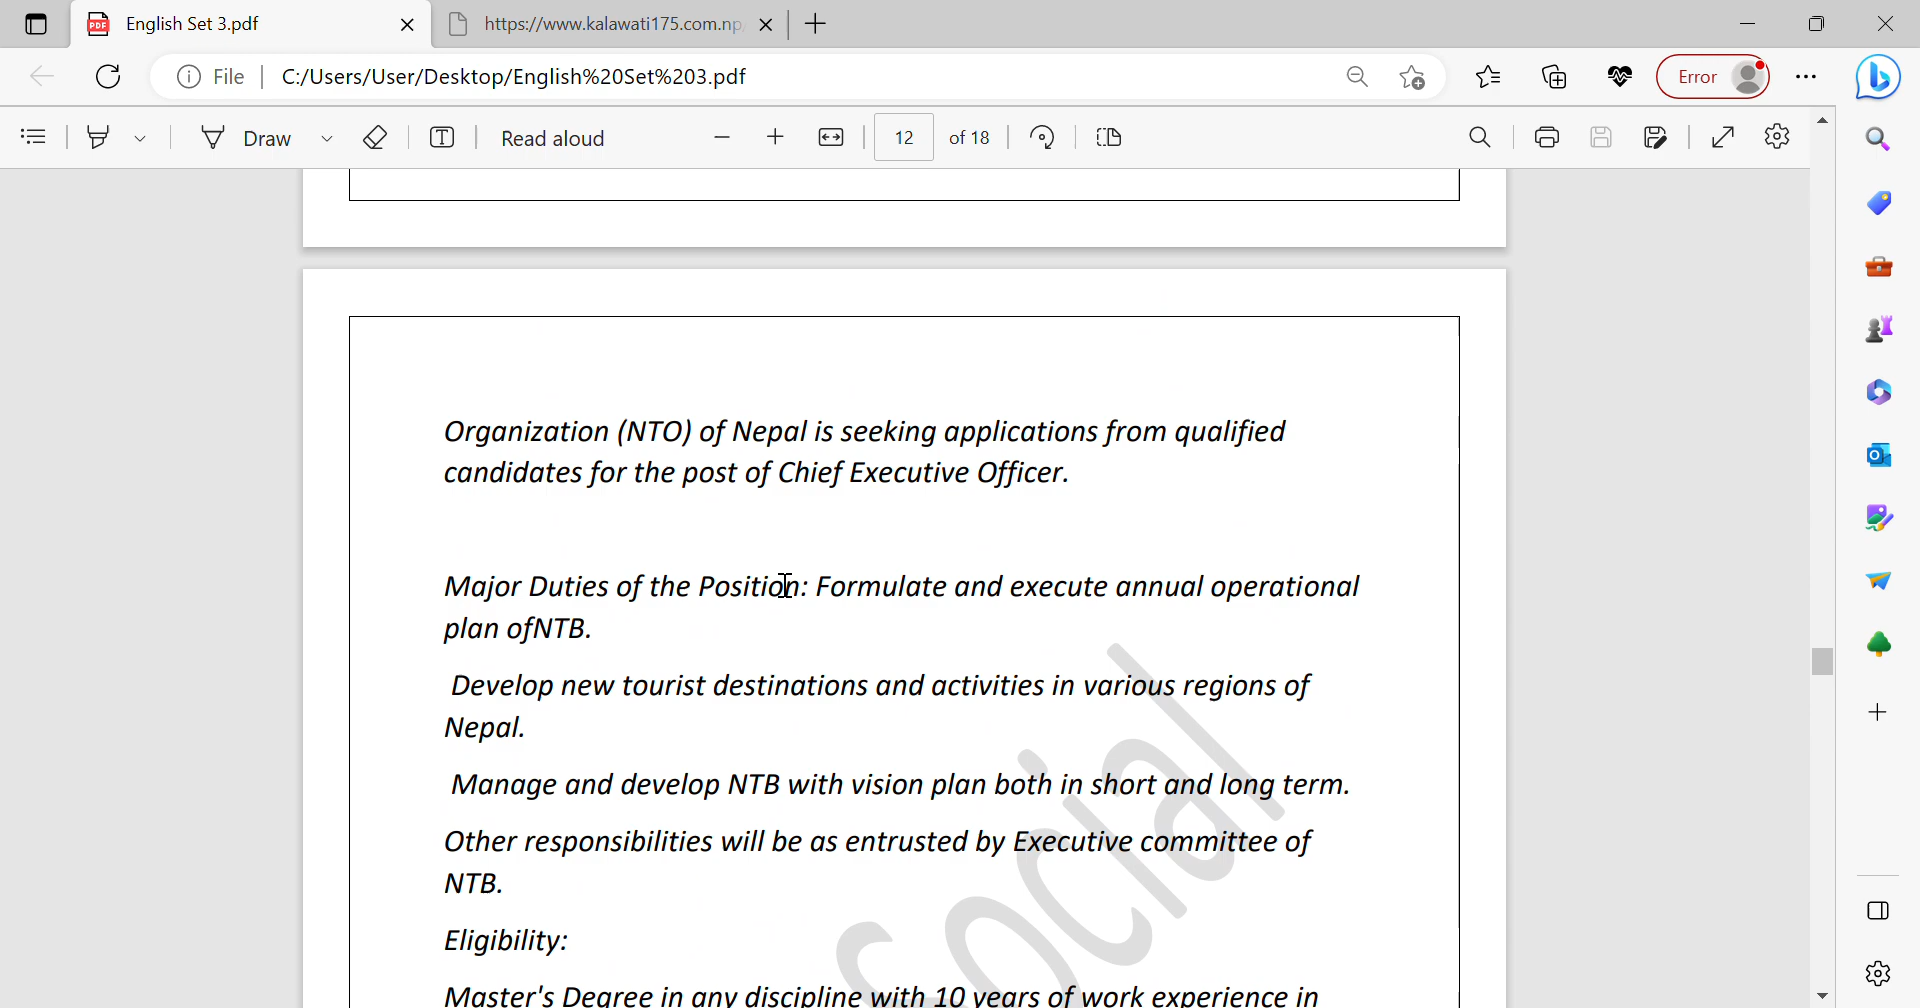 English Set 3.pdf
https://www.kalawati175.com.np/
File
C:/Users/User/Desktop/English%20Set%203.pdf
Error
Draw
Read aloud
12
of 18
Organization (NTO) of Nepal is seeking applications from qualified
candidates for the post of Chief Executive Officer.
Major Duties of the Position: Formulate and execute annual operational
plan ofNTB.
Develop new tourist destinations and activities in various regions of
Nepal.
Manage and develop NTB with vision plan both in short and long term.
Other responsibilities will be as entrusted by Executive committee of
NTB.
Eligibility:
Master's Degree in any discipline with 10 years of work experience in
Social